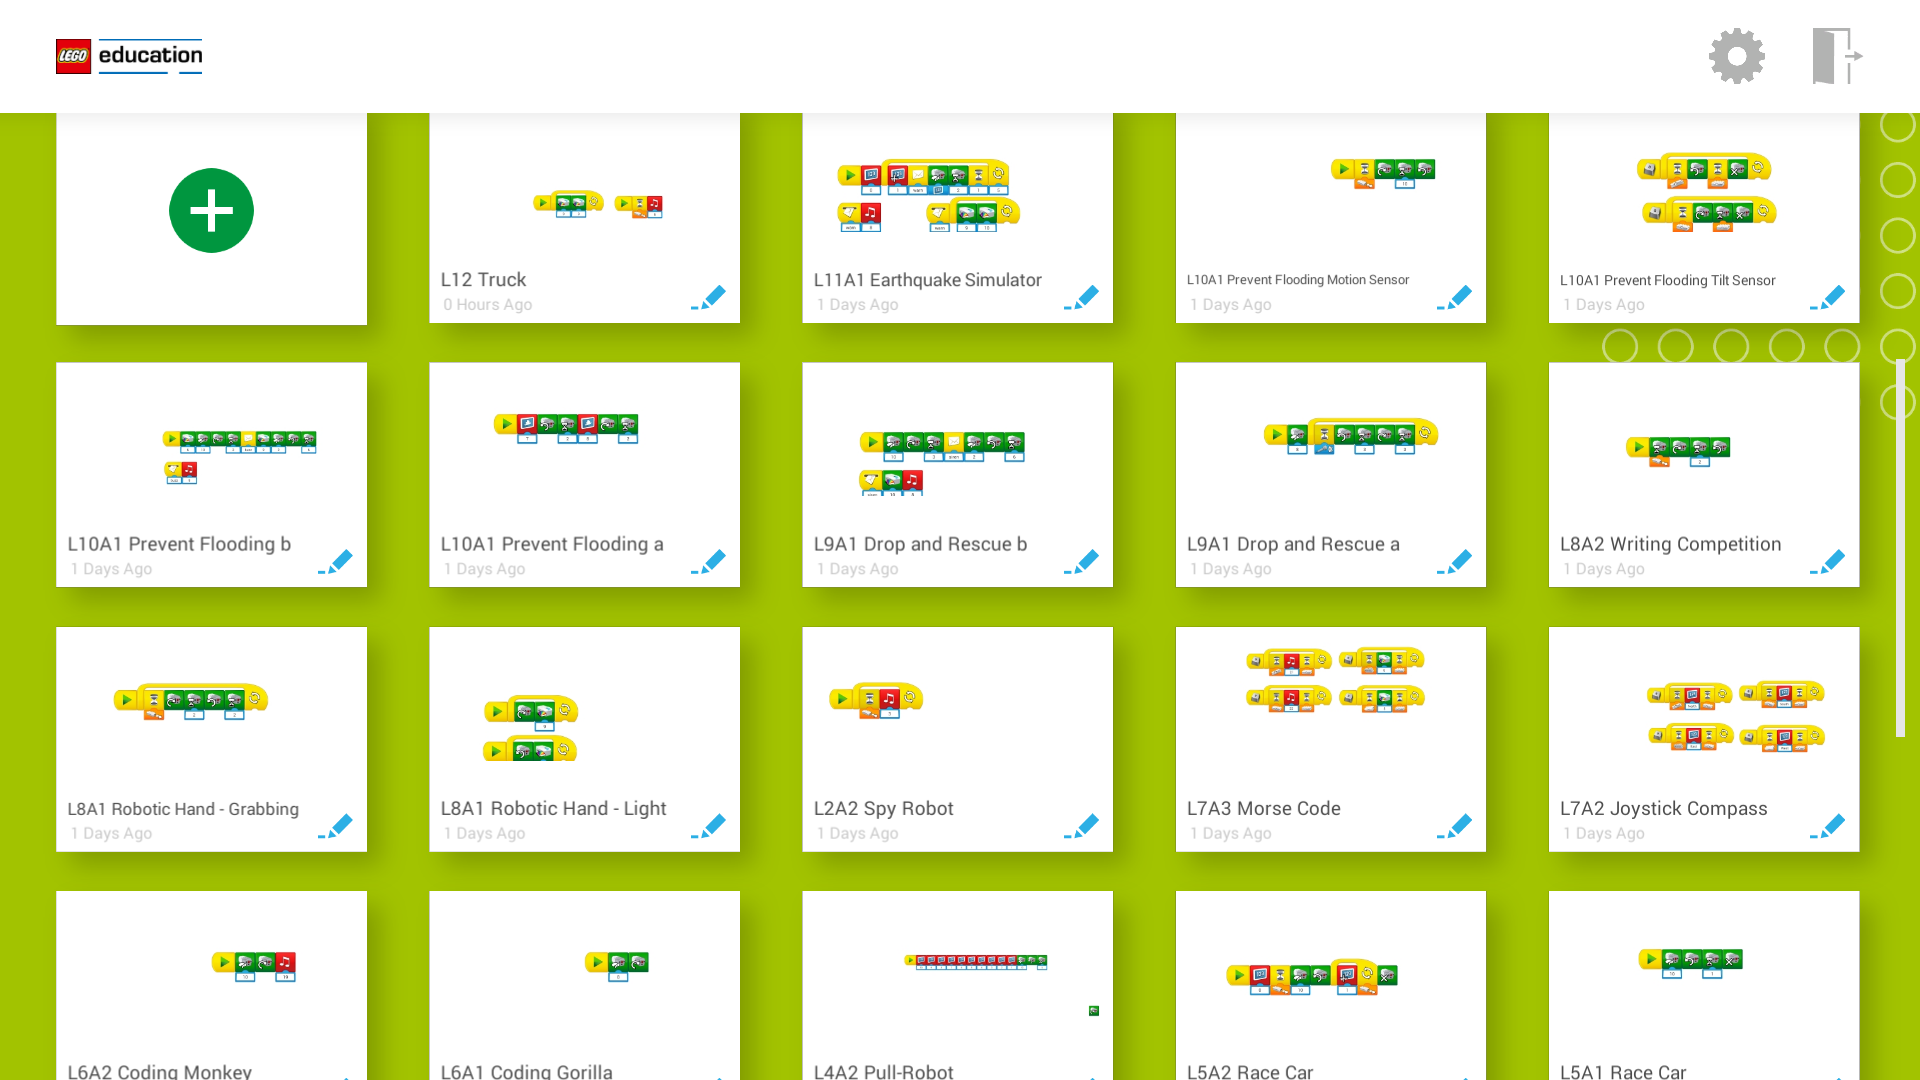 LEGO education
L12 Truck
0 Hours Ago
L11A1 Earthquake Simulator
1 Days Ago
L10A1 Prevent Flooding Motion Sensor
1 Days Ago
L10A1 Prevent Flooding Tilt Sensor
1 Days Ago
L10A1 Prevent Flooding b
1 Days Ago
L10A1 Prevent Flooding a
1 Days Ago
L9A1 Drop and Rescue b
1 Days Ago
L9A1 Drop and Rescue a
1 Days Ago
L8A2 Writing Competition
1 Days Ago
L8A1 Robotic Hand - Grabbing
1 Days Ago
L8A1 Robotic Hand - Light
1 Days Ago
L2A2 Spy Robot
1 Days Ago
L7A3 Morse Code
1 Days Ago
L7A2 Joystick Compass
1 Days Ago
L6A2 Coding Monkey
L6A1 Coding Gorilla
L4A2 Pull-Robot
L5A2 Race Car
L5A1 Race Car